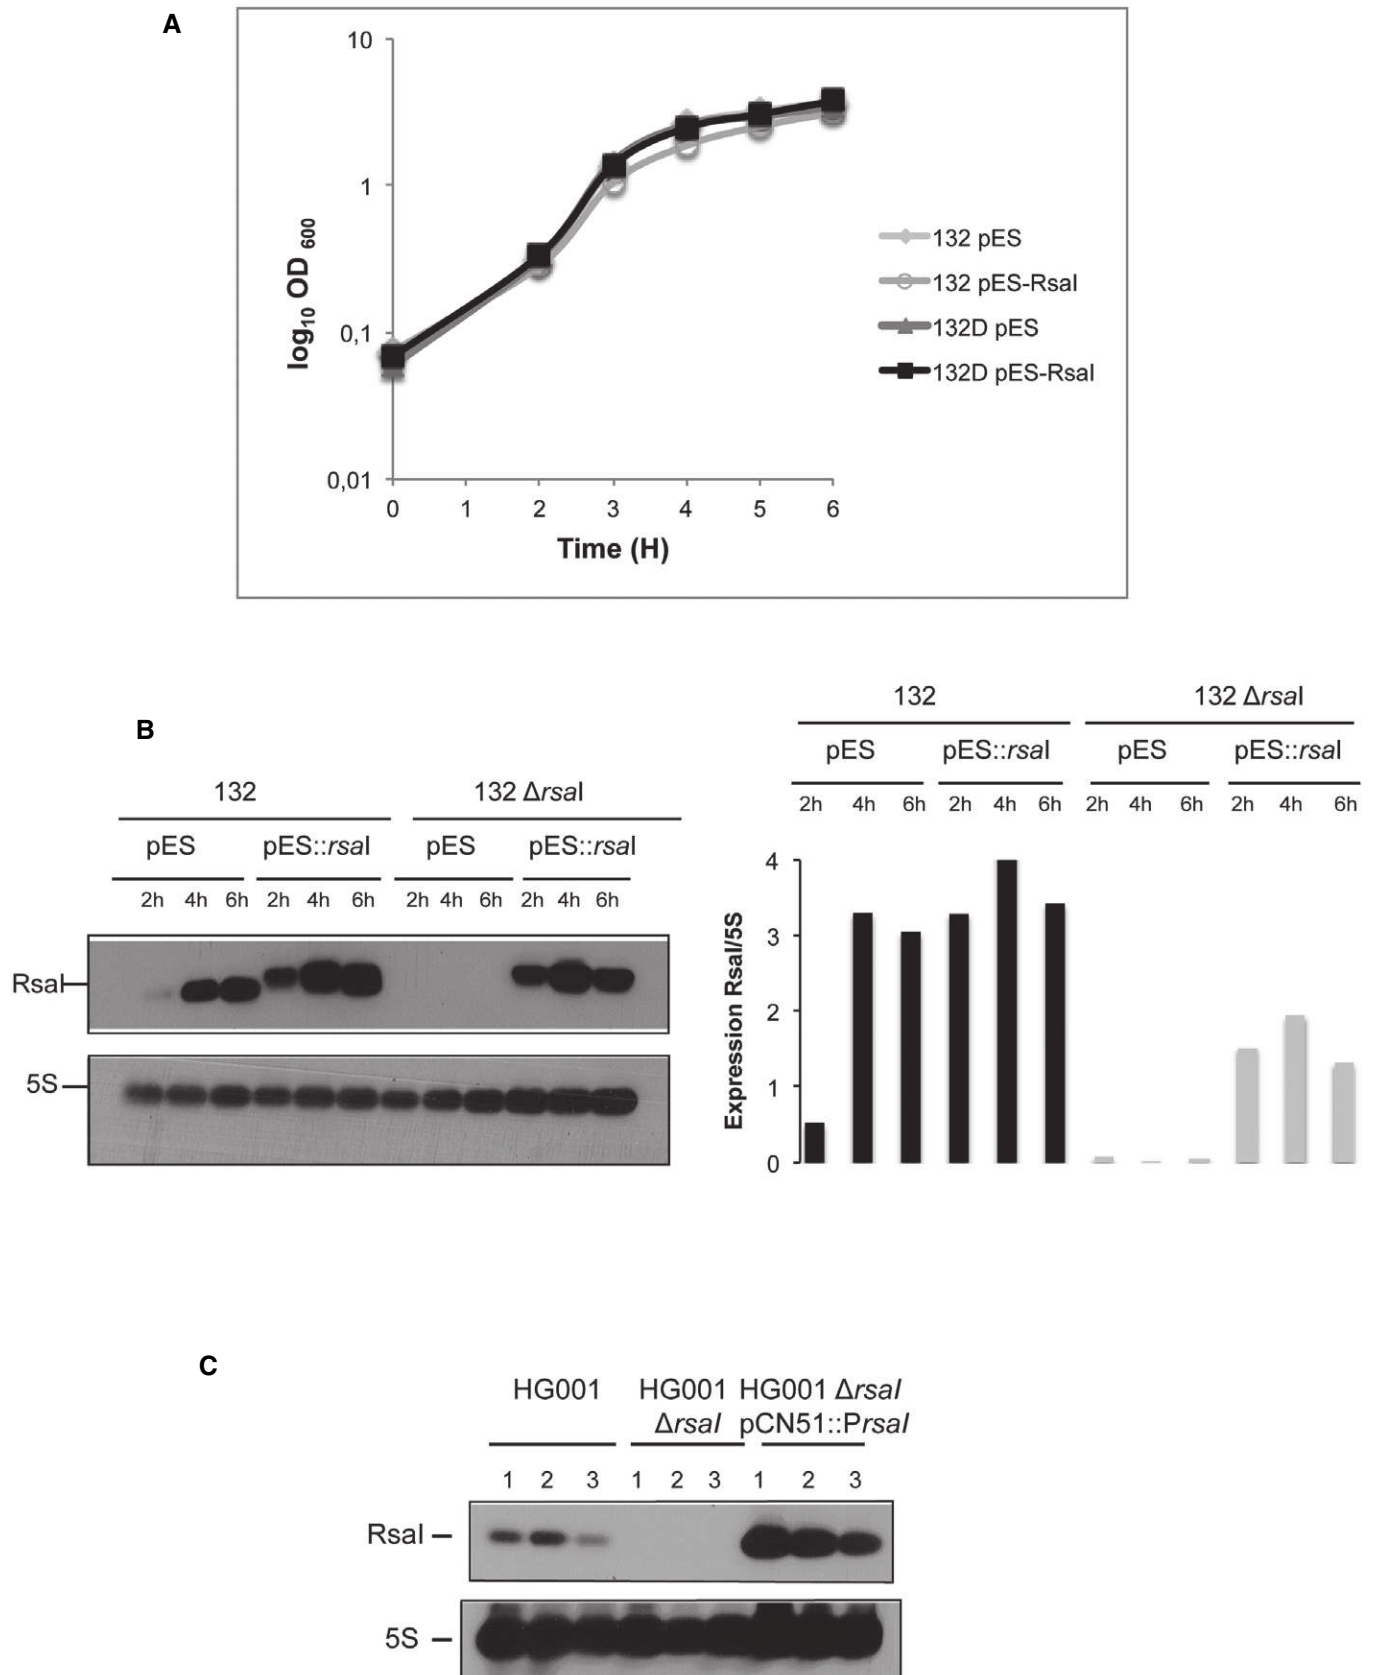 A
10
1
0,1
0,01
log10 OD 600
0 1 2 3 4 5 6
Time (H)
132 pES
132 pES-RsaI
132D pES
132D pES-RsaI
B
132 132 ΔrsaI
pES pES::rsaI pES pES::rsaI
2h 4h 6h 2h 4h 6h 2h 4h 6h 2h 4h 6h
RsaI
5S
132 132 ΔrsaI
pES pES::rsaI pES pES::rsaI
2h 4h 6h 2h 4h 6h 2h 4h 6h 2h 4h 6h
4
3
2
1
0
Expression RsaI/5S
C
HG001 HG001 HG001 ΔrsaI
ΔrsaI pCN51::PrsaI
1 2 3 1 2 3 1 2 3
RsaI
5S